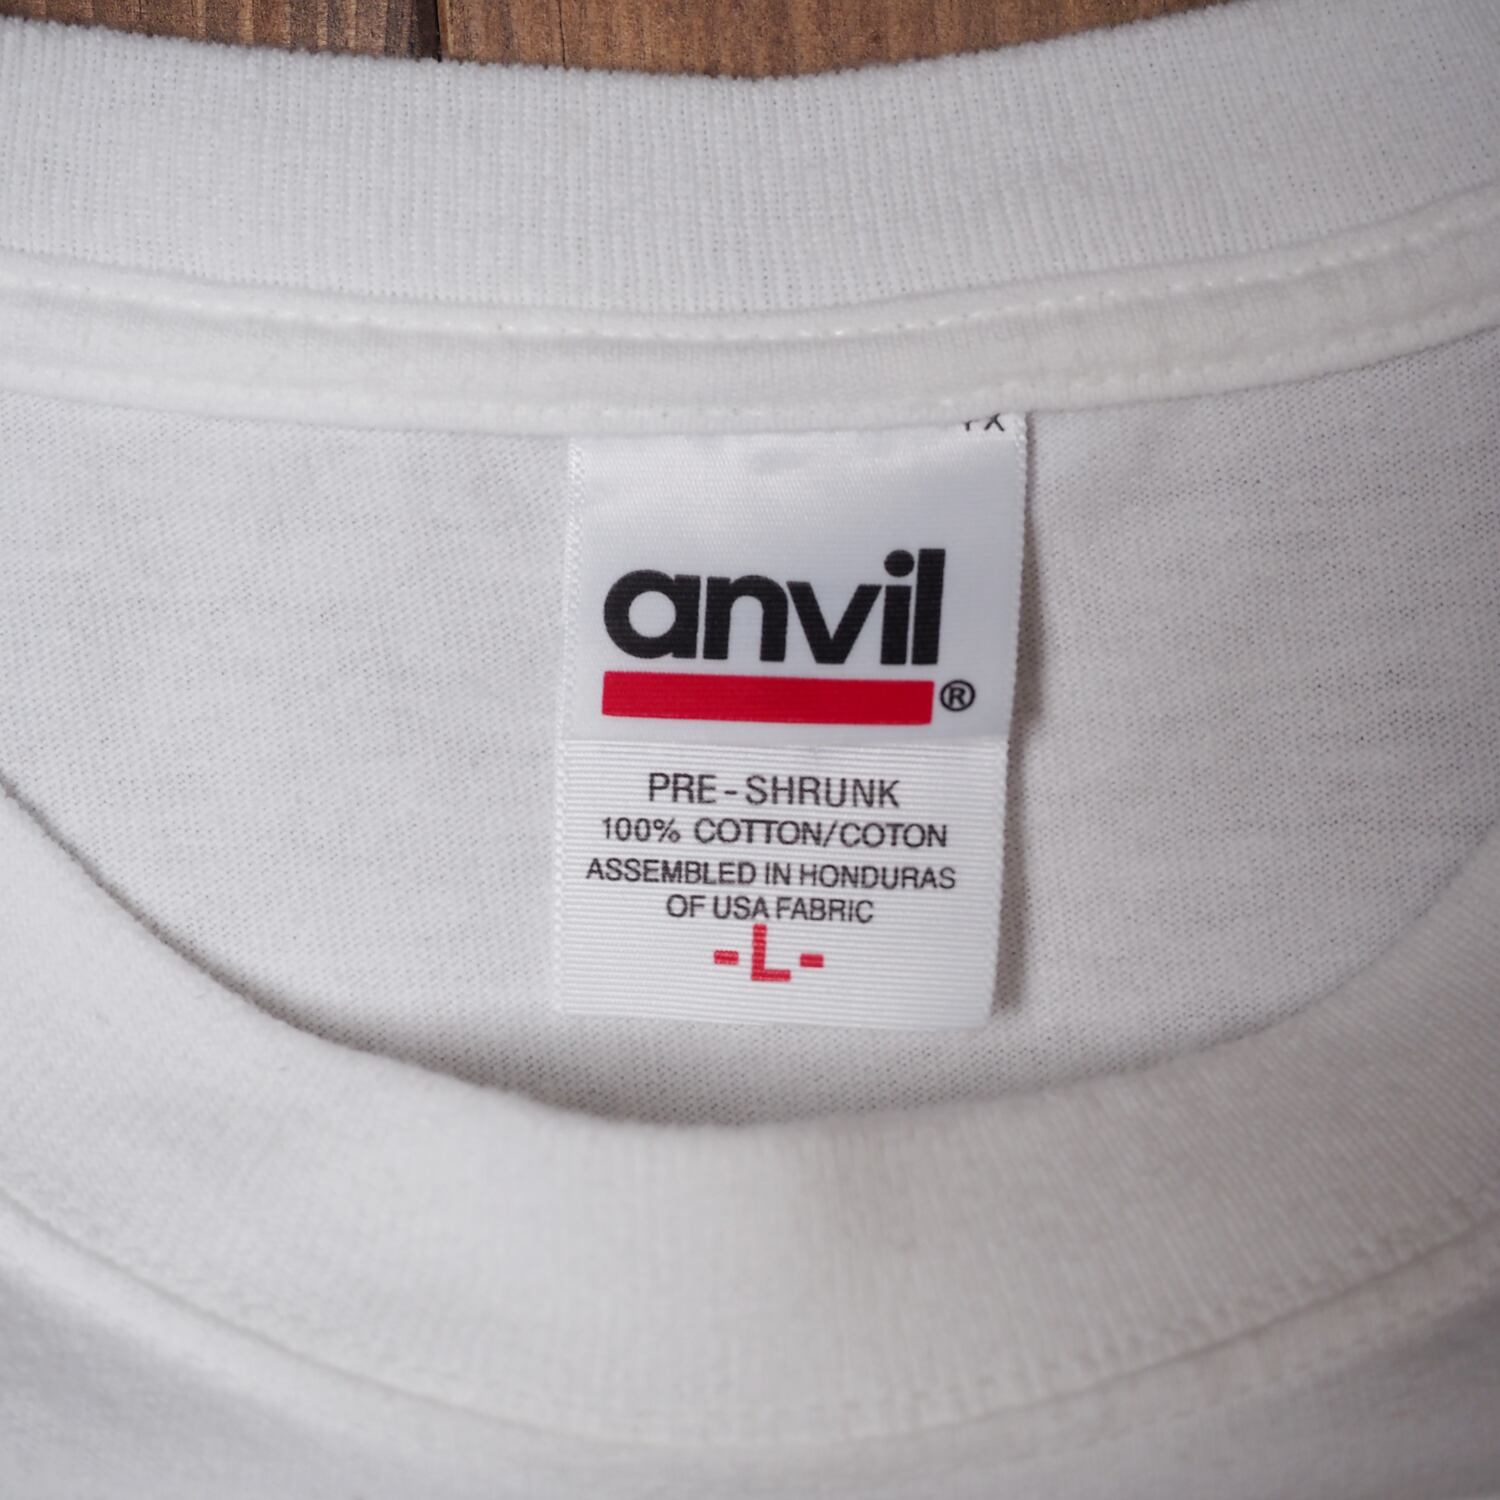 anvil®
PRE-SHRUNK
100% COTTON/COTON
ASSEMBLED IN HONDURAS
OF USA FABRIC
-L-